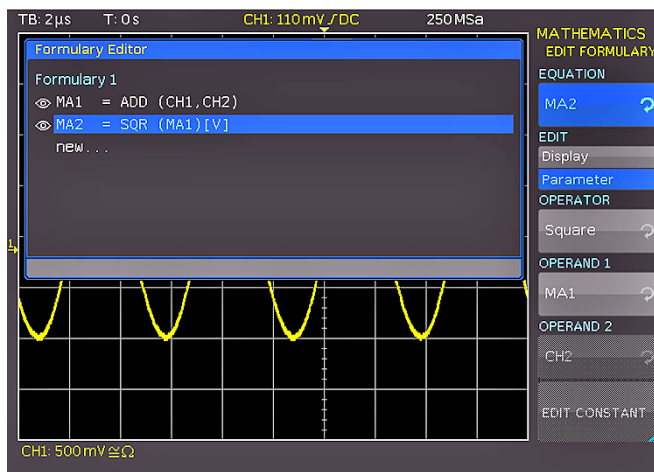 TB: 2µs T: 0s CH1: 110mV DC 250MSa
MATHEMATICS
EDIT FORMULARY
Formulary Editor
Formulary 1
MA1 = ADD (CH1,CH2)
MA2 = SQR (MA1)[V]
new...
EQUATION
MA2
EDIT
Display
Parameter
OPERATOR
Square
OPERAND 1
MA1
OPERAND 2
CH2
EDIT CONSTANT
1
CH1: 500mV≅Ω